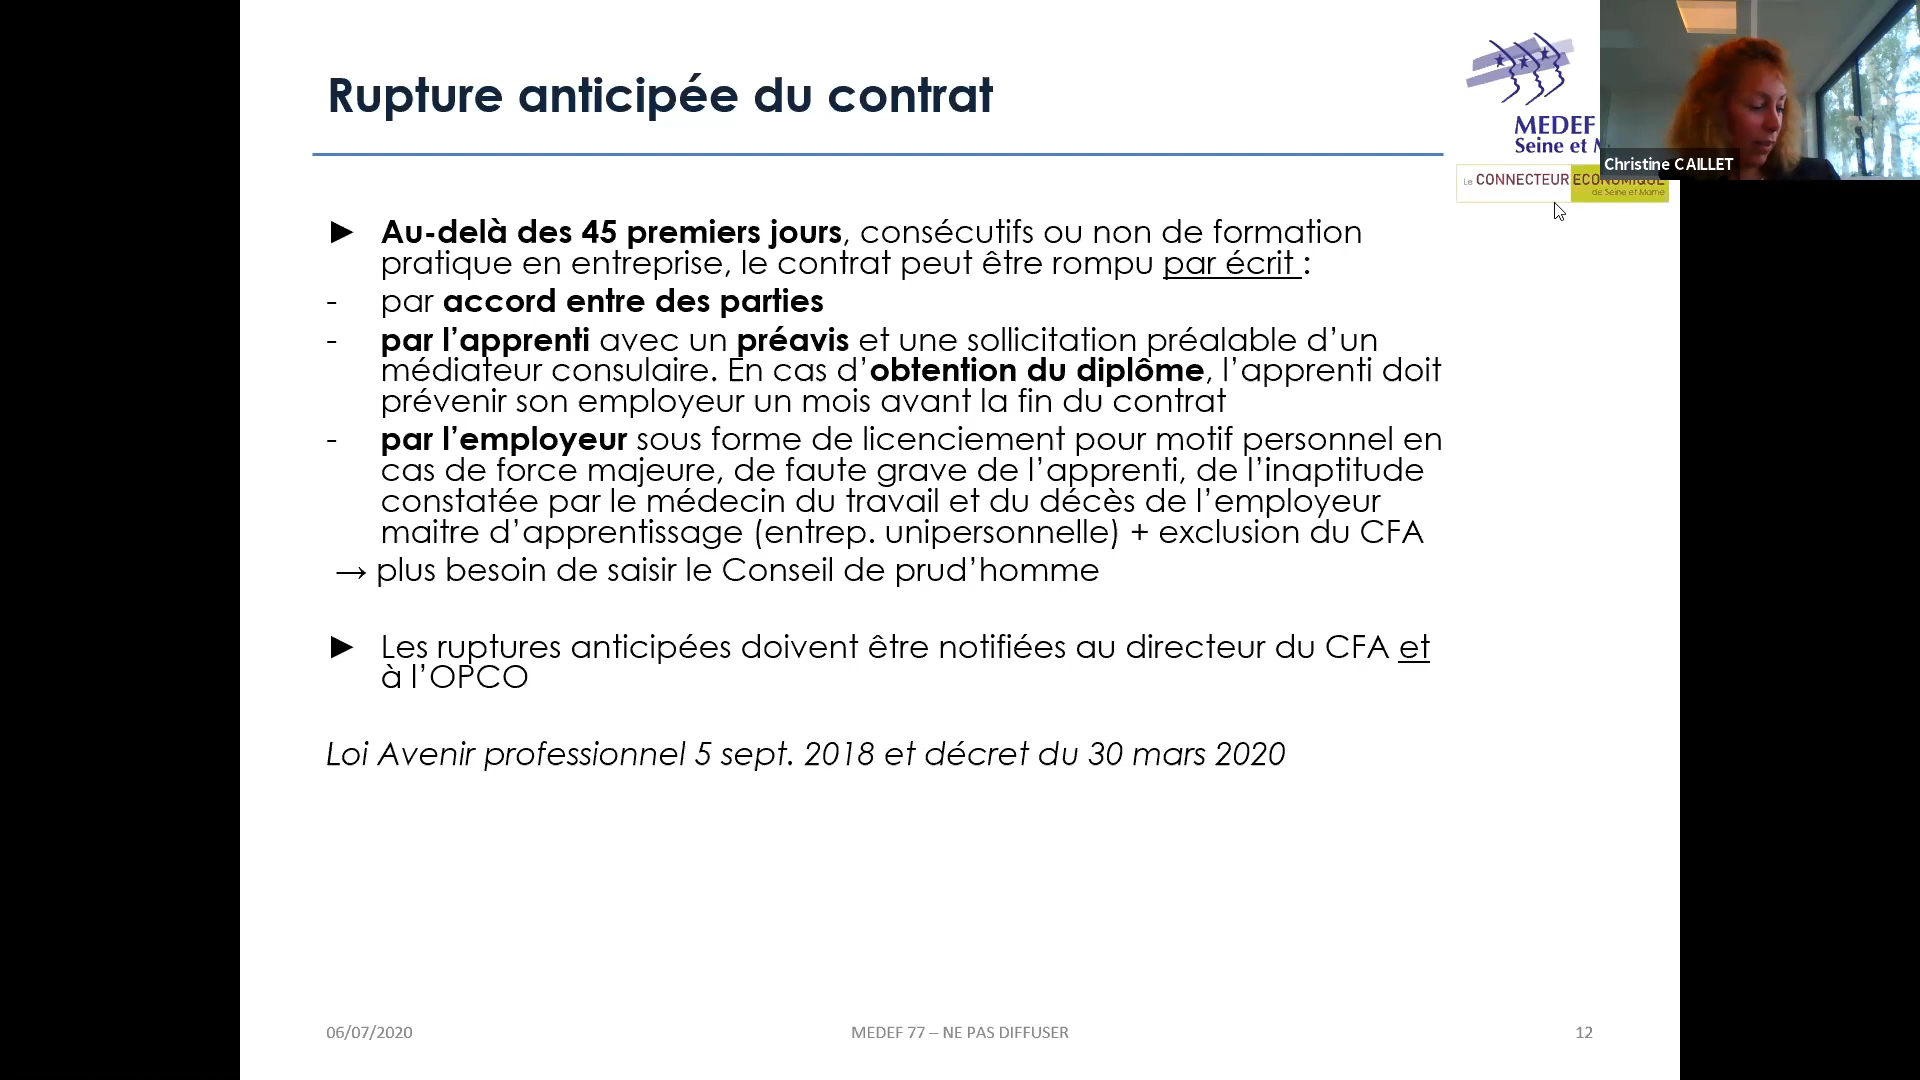 Rupture anticipée du contrat
MEDEF
Seine et M
Christine CAILLET
Le CONNECTEUR ECONOMIQUE
de Seine et Marne
► Au-delà des 45 premiers jours, consécutifs ou non de formation
pratique en entreprise, le contrat peut être rompu par écrit :
- par accord entre des parties
- par l’apprenti avec un préavis et une sollicitation préalable d’un
médiateur consulaire. En cas d’obtention du diplôme, l’apprenti doit
prévenir son employeur un mois avant la fin du contrat
- par l’employeur sous forme de licenciement pour motif personnel en
cas de force majeure, de faute grave de l’apprenti, de l’inaptitude
constatée par le médecin du travail et du décès de l’employeur
maitre d’apprentissage (entrep. unipersonnelle) + exclusion du CFA
→ plus besoin de saisir le Conseil de prud’homme
► Les ruptures anticipées doivent être notifiées au directeur du CFA et
à l’OPCO
Loi Avenir professionnel 5 sept. 2018 et décret du 30 mars 2020
06/07/2020
MEDEF 77 – NE PAS DIFFUSER
12